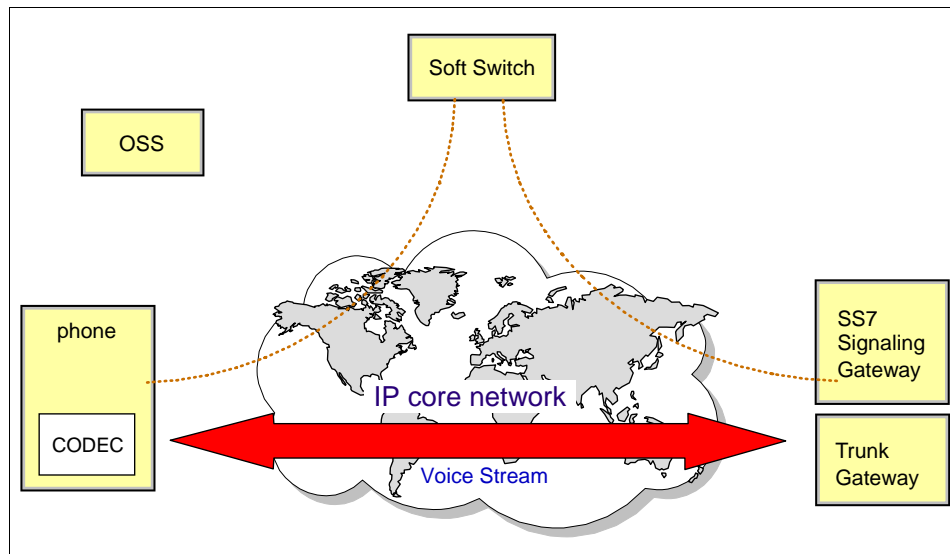 Soft Switch
OSS
phone
CODEC
IP core network
Voice Stream
SS7
Signaling
Gateway
Trunk
Gateway